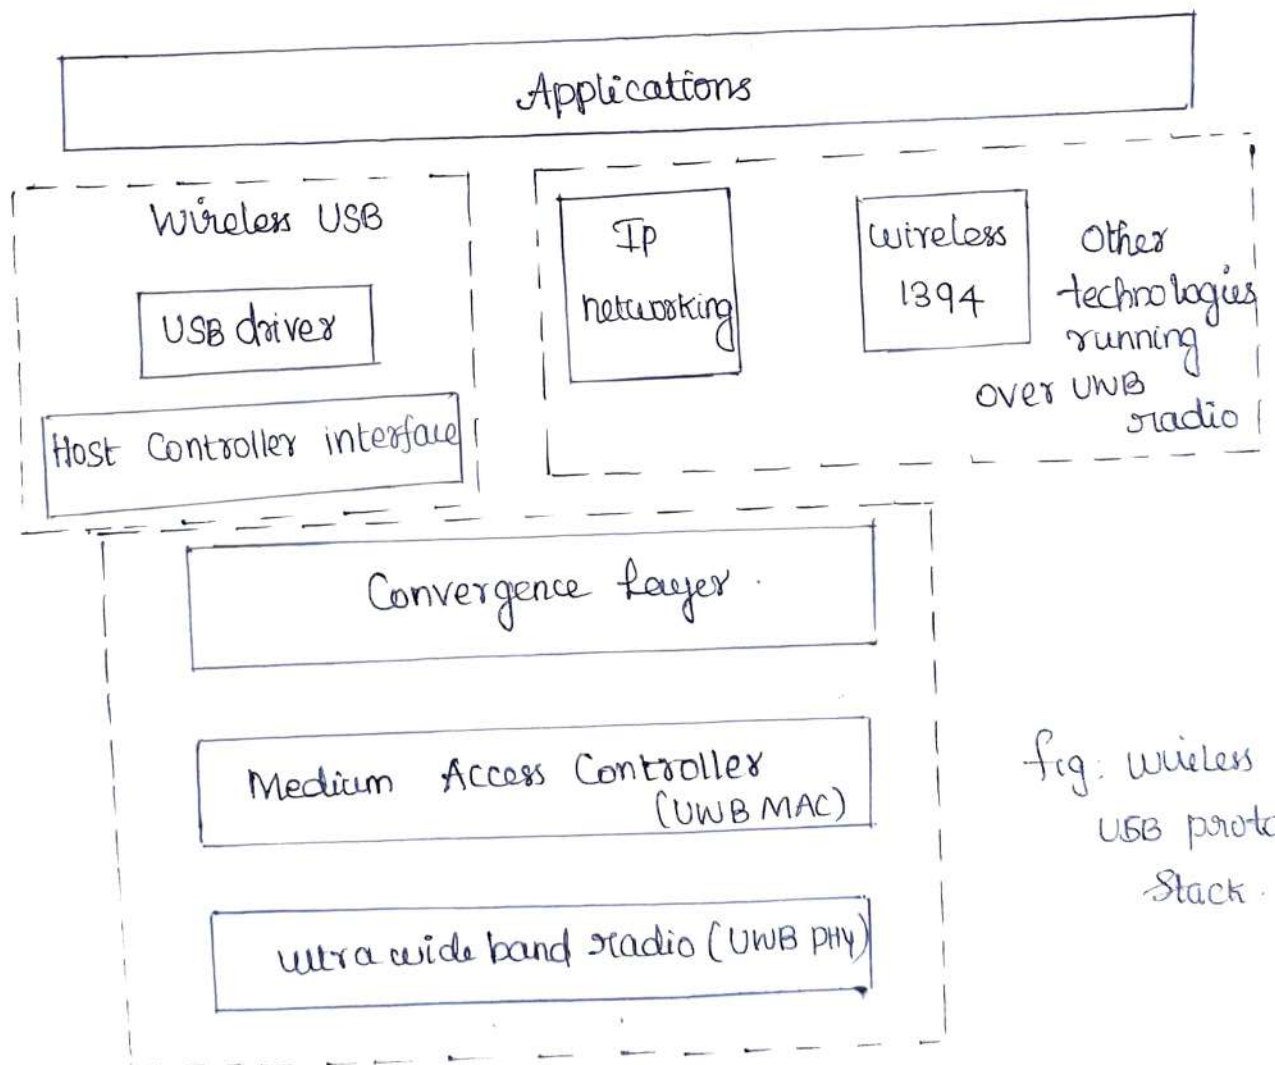 Applications
Wireless USB
USB driver
Host Controller interface
Ip
networking
wireless
1394
Other
technologies
running
over UWB
radio
Convergence Layer.
Medium Access Controller
(UWB MAC)
ultra wide band radio (UWB PHY)
fig: wireless
USB proto
Stack.